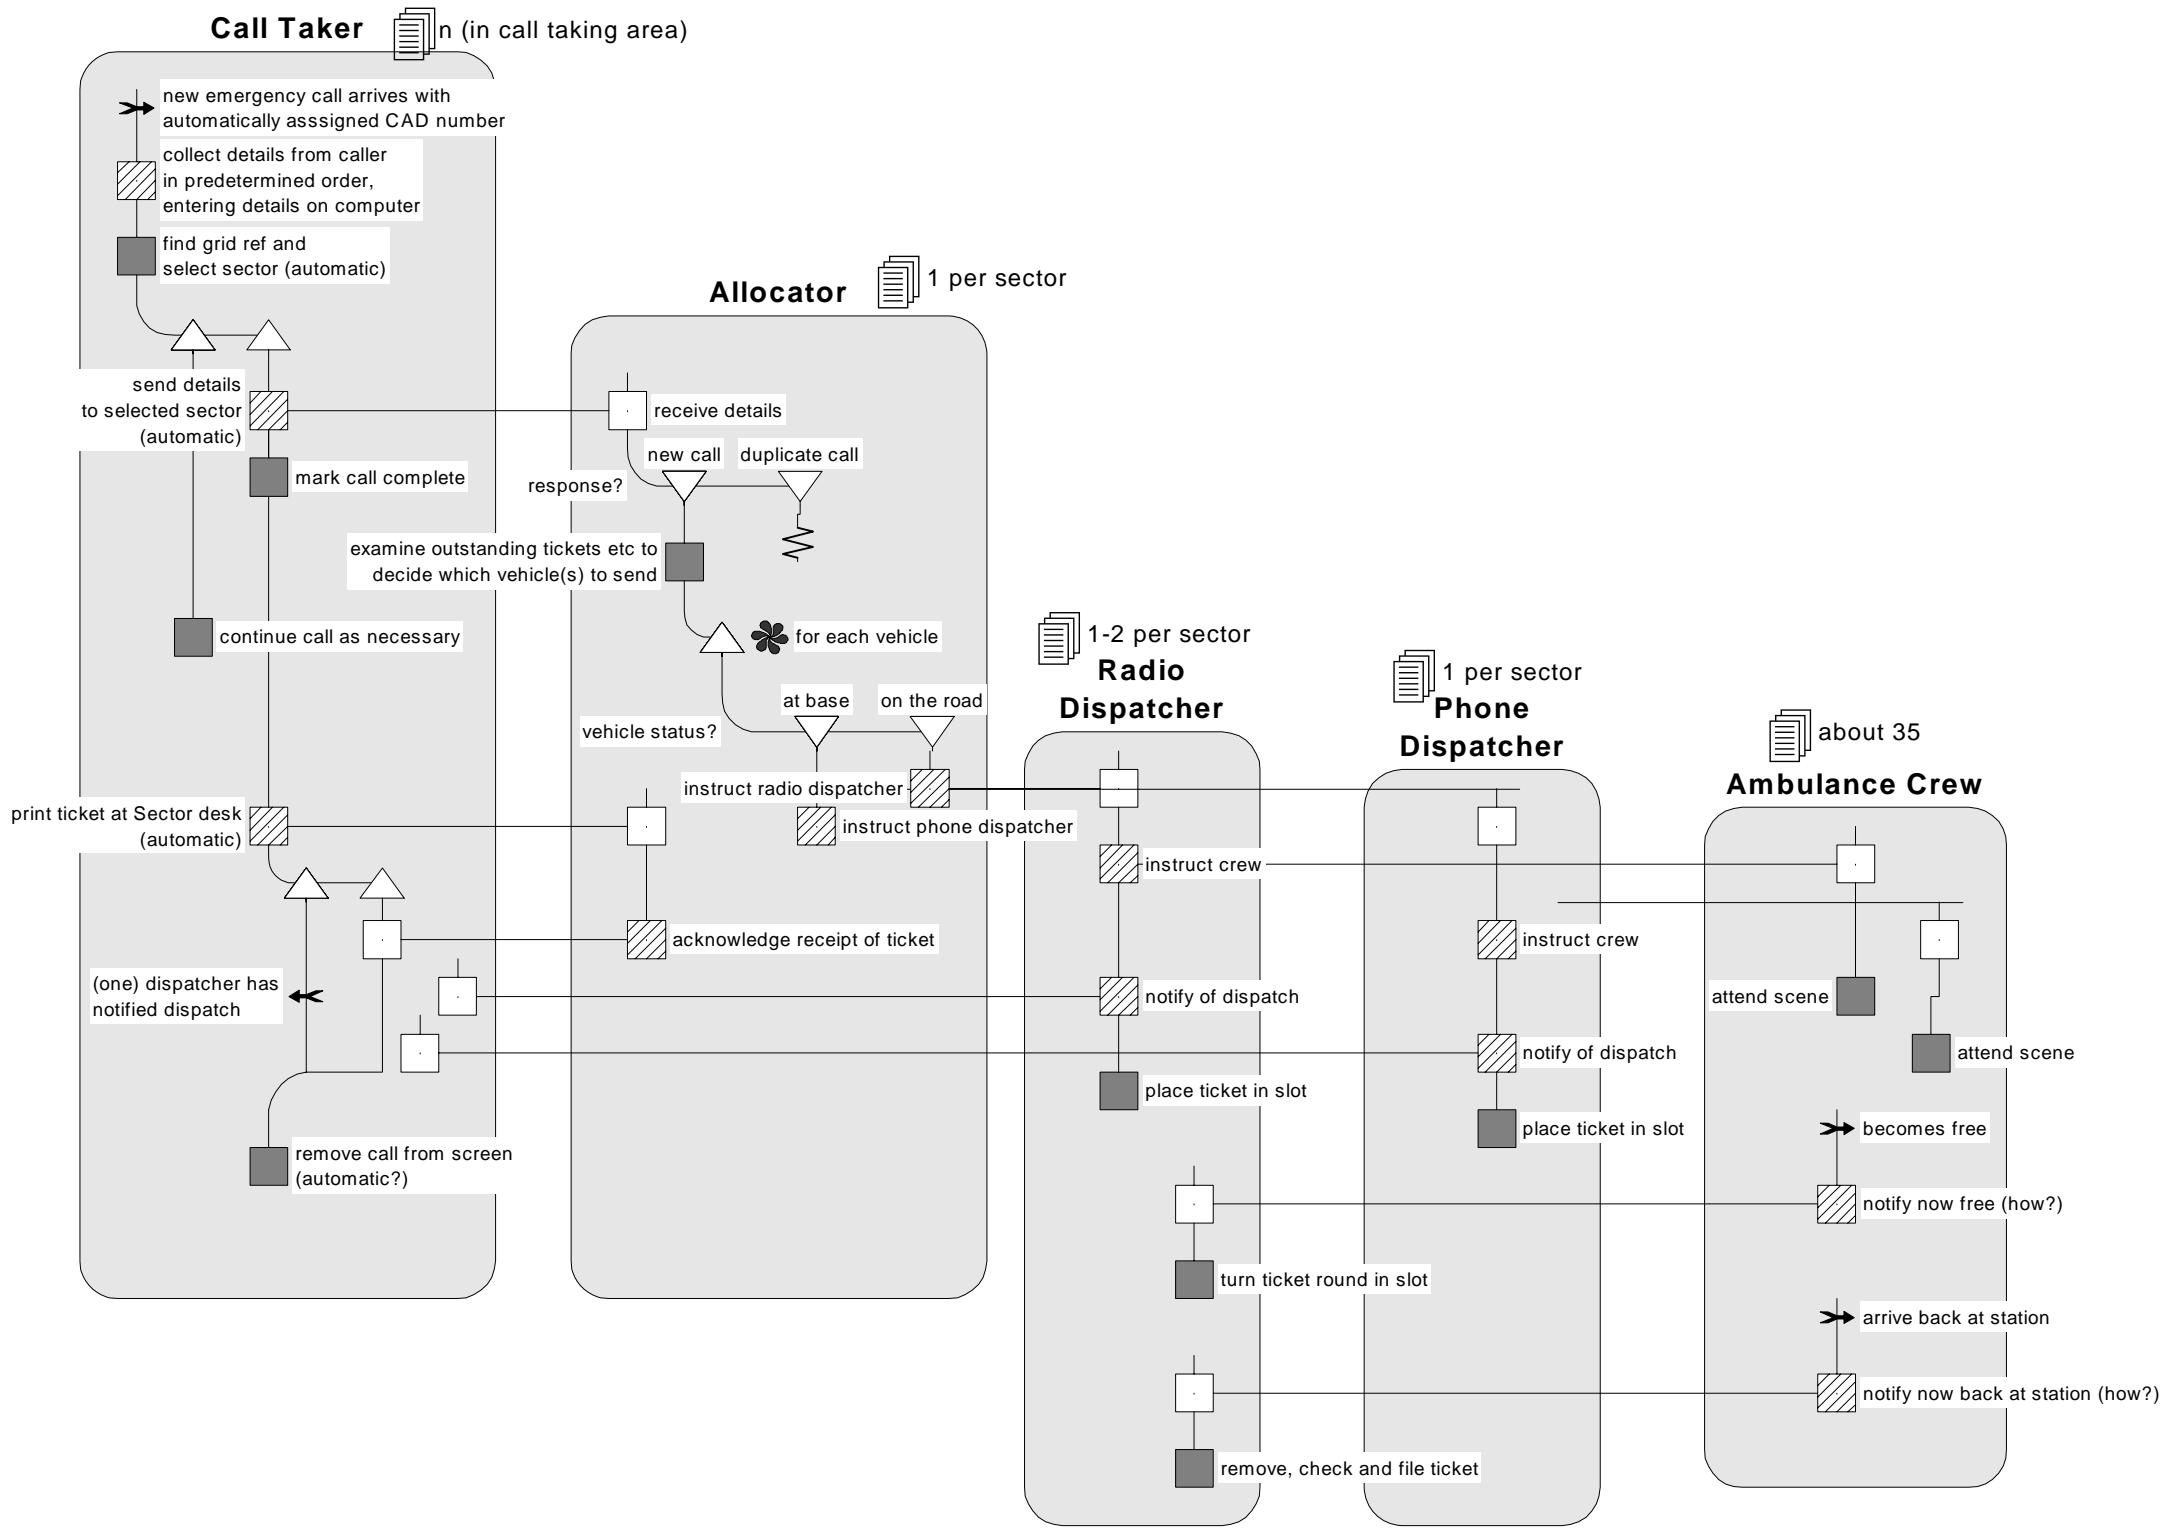 Call Taker
n (in call taking area)
new emergency call arrives with
automatically asssigned CAD number
collect details from caller
in predetermined order,
entering details on computer
find grid ref and
select sector (automatic)
send details
to selected sector
(automatic)
mark call complete
continue call as necessary
print ticket at Sector desk
(automatic)
(one) dispatcher has
notified dispatch
remove call from screen
(automatic?)
Allocator
1 per sector
receive details
new call
duplicate call
response?
examine outstanding tickets etc to
decide which vehicle(s) to send
for each vehicle
at base
on the road
vehicle status?
instruct radio dispatcher
instruct phone dispatcher
acknowledge receipt of ticket
1-2 per sector
Radio
Dispatcher
instruct crew
notify of dispatch
place ticket in slot
turn ticket round in slot
remove, check and file ticket
1 per sector
Phone
Dispatcher
instruct crew
notify of dispatch
place ticket in slot
about 35
Ambulance Crew
attend scene
attend scene
becomes free
notify now free (how?)
arrive back at station
notify now back at station (how?)